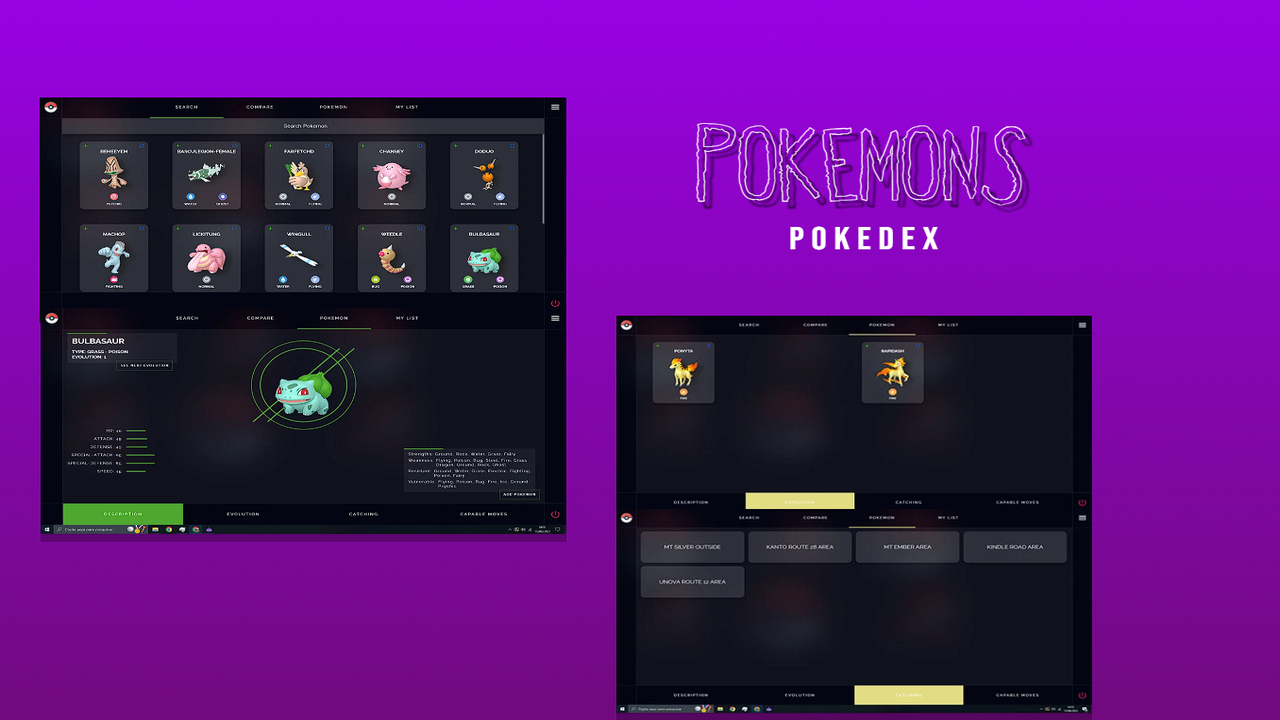 SEARCH COMPARE POKEMON MY LIST
Search Pokemon
BEHEEYEM BASCULEGION-FEMALE FARFETCHD CHANSEY DODUO
PSYCHIC WATER GHOST NORMAL FLYING NORMAL NORMAL FLYING
MACHOP LICKITUNG WINGULL WEEDLE BULBASAUR
FIGHTING NORMAL WATER FLYING BUG POISON GRASS POISON
SEARCH COMPARE POKEMON MY LIST
BULBASAUR
TYPE: GRASS - POISON
EVOLUTION: 1
SEE NEXT EVOLUTION
HP: 45
ATTACK: 49
DEFENSE: 49
SPECIAL-ATTACK: 65
SPECIAL-DEFENSE: 65
SPEED: 45
Strengths: Ground, Rock, Water, Grass, Fairy
Weakness: Flying, Poison, Bug, Steel, Fire, Grass,
Dragon, Ground, Rock, Ghost
Resistant: Ground, Water, Grass, Electric, Fighting,
Poison, Fairy
Vulnerable: Flying, Poison, Bug, Fire, Ice, Ground,
Psychic
ADD POKEMON
DESCRIPTION EVOLUTION CATCHING CAPABLE MOVES
Digite aqui para pesquisar
POKEMONS
POKEDEX
SEARCH COMPARE POKEMON MY LIST
PONYTA RAPIDASH
FIRE FIRE
DESCRIPTION EVOLUTION CATCHING CAPABLE MOVES
SEARCH COMPARE POKEMON MY LIST
MT SILVER OUTSIDE KANTO ROUTE 28 AREA MT EMBER AREA KINDLE ROAD AREA
UNOVA ROUTE 12 AREA
DESCRIPTION EVOLUTION CATCHING CAPABLE MOVES
Digite aqui para pesquisar